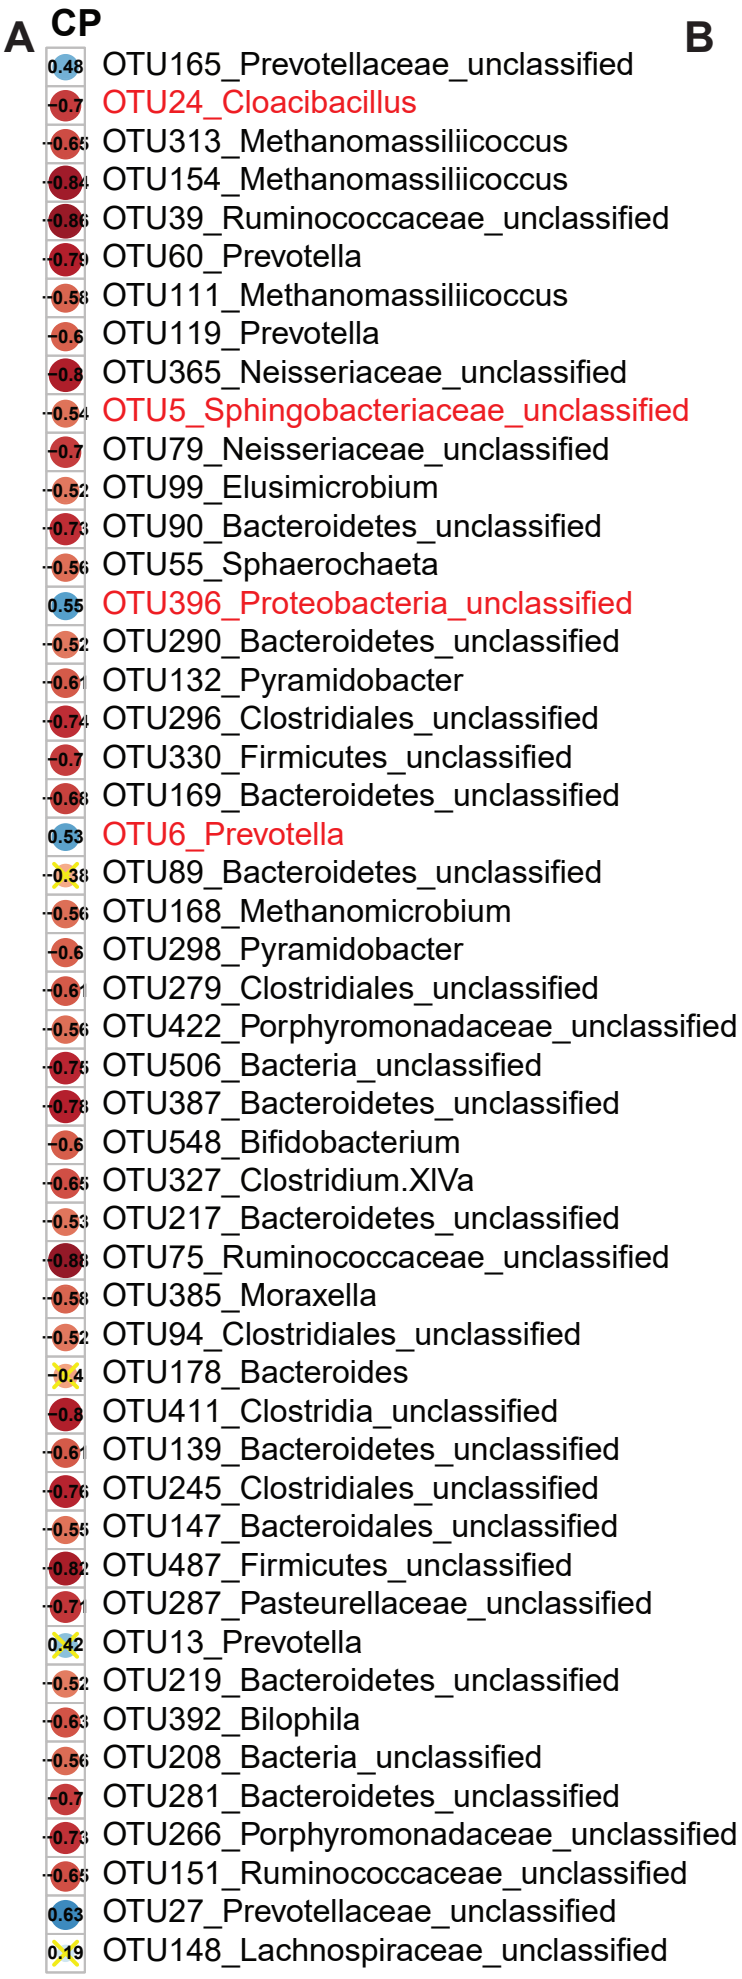 A CP B
0.48 OTU165_Prevotellaceae_unclassified
−0.7 OTU24_Cloacibacillus
−0.65 OTU313_Methanomassiliicoccus
−0.84 OTU154_Methanomassiliicoccus
−0.86 OTU39_Ruminococcaceae_unclassified
−0.79 OTU60_Prevotella
−0.58 OTU111_Methanomassiliicoccus
−0.6 OTU119_Prevotella
−0.8 OTU365_Neisseriaceae_unclassified
−0.54 OTU5_Sphingobacteriaceae_unclassified
−0.7 OTU79_Neisseriaceae_unclassified
−0.52 OTU99_Elusimicrobium
−0.73 OTU90_Bacteroidetes_unclassified
−0.56 OTU55_Sphaerochaeta
0.55 OTU396_Proteobacteria_unclassified
−0.52 OTU290_Bacteroidetes_unclassified
−0.61 OTU132_Pyramidobacter
−0.74 OTU296_Clostridiales_unclassified
−0.7 OTU330_Firmicutes_unclassified
−0.68 OTU169_Bacteroidetes_unclassified
0.53 OTU6_Prevotella
−0.38 OTU89_Bacteroidetes_unclassified
−0.56 OTU168_Methanomicrobium
−0.6 OTU298_Pyramidobacter
−0.61 OTU279_Clostridiales_unclassified
−0.56 OTU422_Porphyromonadaceae_unclassified
−0.75 OTU506_Bacteria_unclassified
−0.78 OTU387_Bacteroidetes_unclassified
−0.6 OTU548_Bifidobacterium
−0.65 OTU327_Clostridium.XlVa
−0.53 OTU217_Bacteroidetes_unclassified
−0.88 OTU75_Ruminococcaceae_unclassified
−0.58 OTU385_Moraxella
−0.52 OTU94_Clostridiales_unclassified
−0.4 OTU178_Bacteroides
−0.8 OTU411_Clostridia_unclassified
−0.61 OTU139_Bacteroidetes_unclassified
−0.76 OTU245_Clostridiales_unclassified
−0.55 OTU147_Bacteroidales_unclassified
−0.82 OTU487_Firmicutes_unclassified
−0.71 OTU287_Pasteurellaceae_unclassified
0.42 OTU13_Prevotella
−0.52 OTU219_Bacteroidetes_unclassified
−0.63 OTU392_Bilophila
−0.56 OTU208_Bacteria_unclassified
−0.7 OTU281_Bacteroidetes_unclassified
−0.73 OTU266_Porphyromonadaceae_unclassified
−0.65 OTU151_Ruminococcaceae_unclassified
0.63 OTU27_Prevotellaceae_unclassified
0.19 OTU148_Lachnospiraceae_unclassified